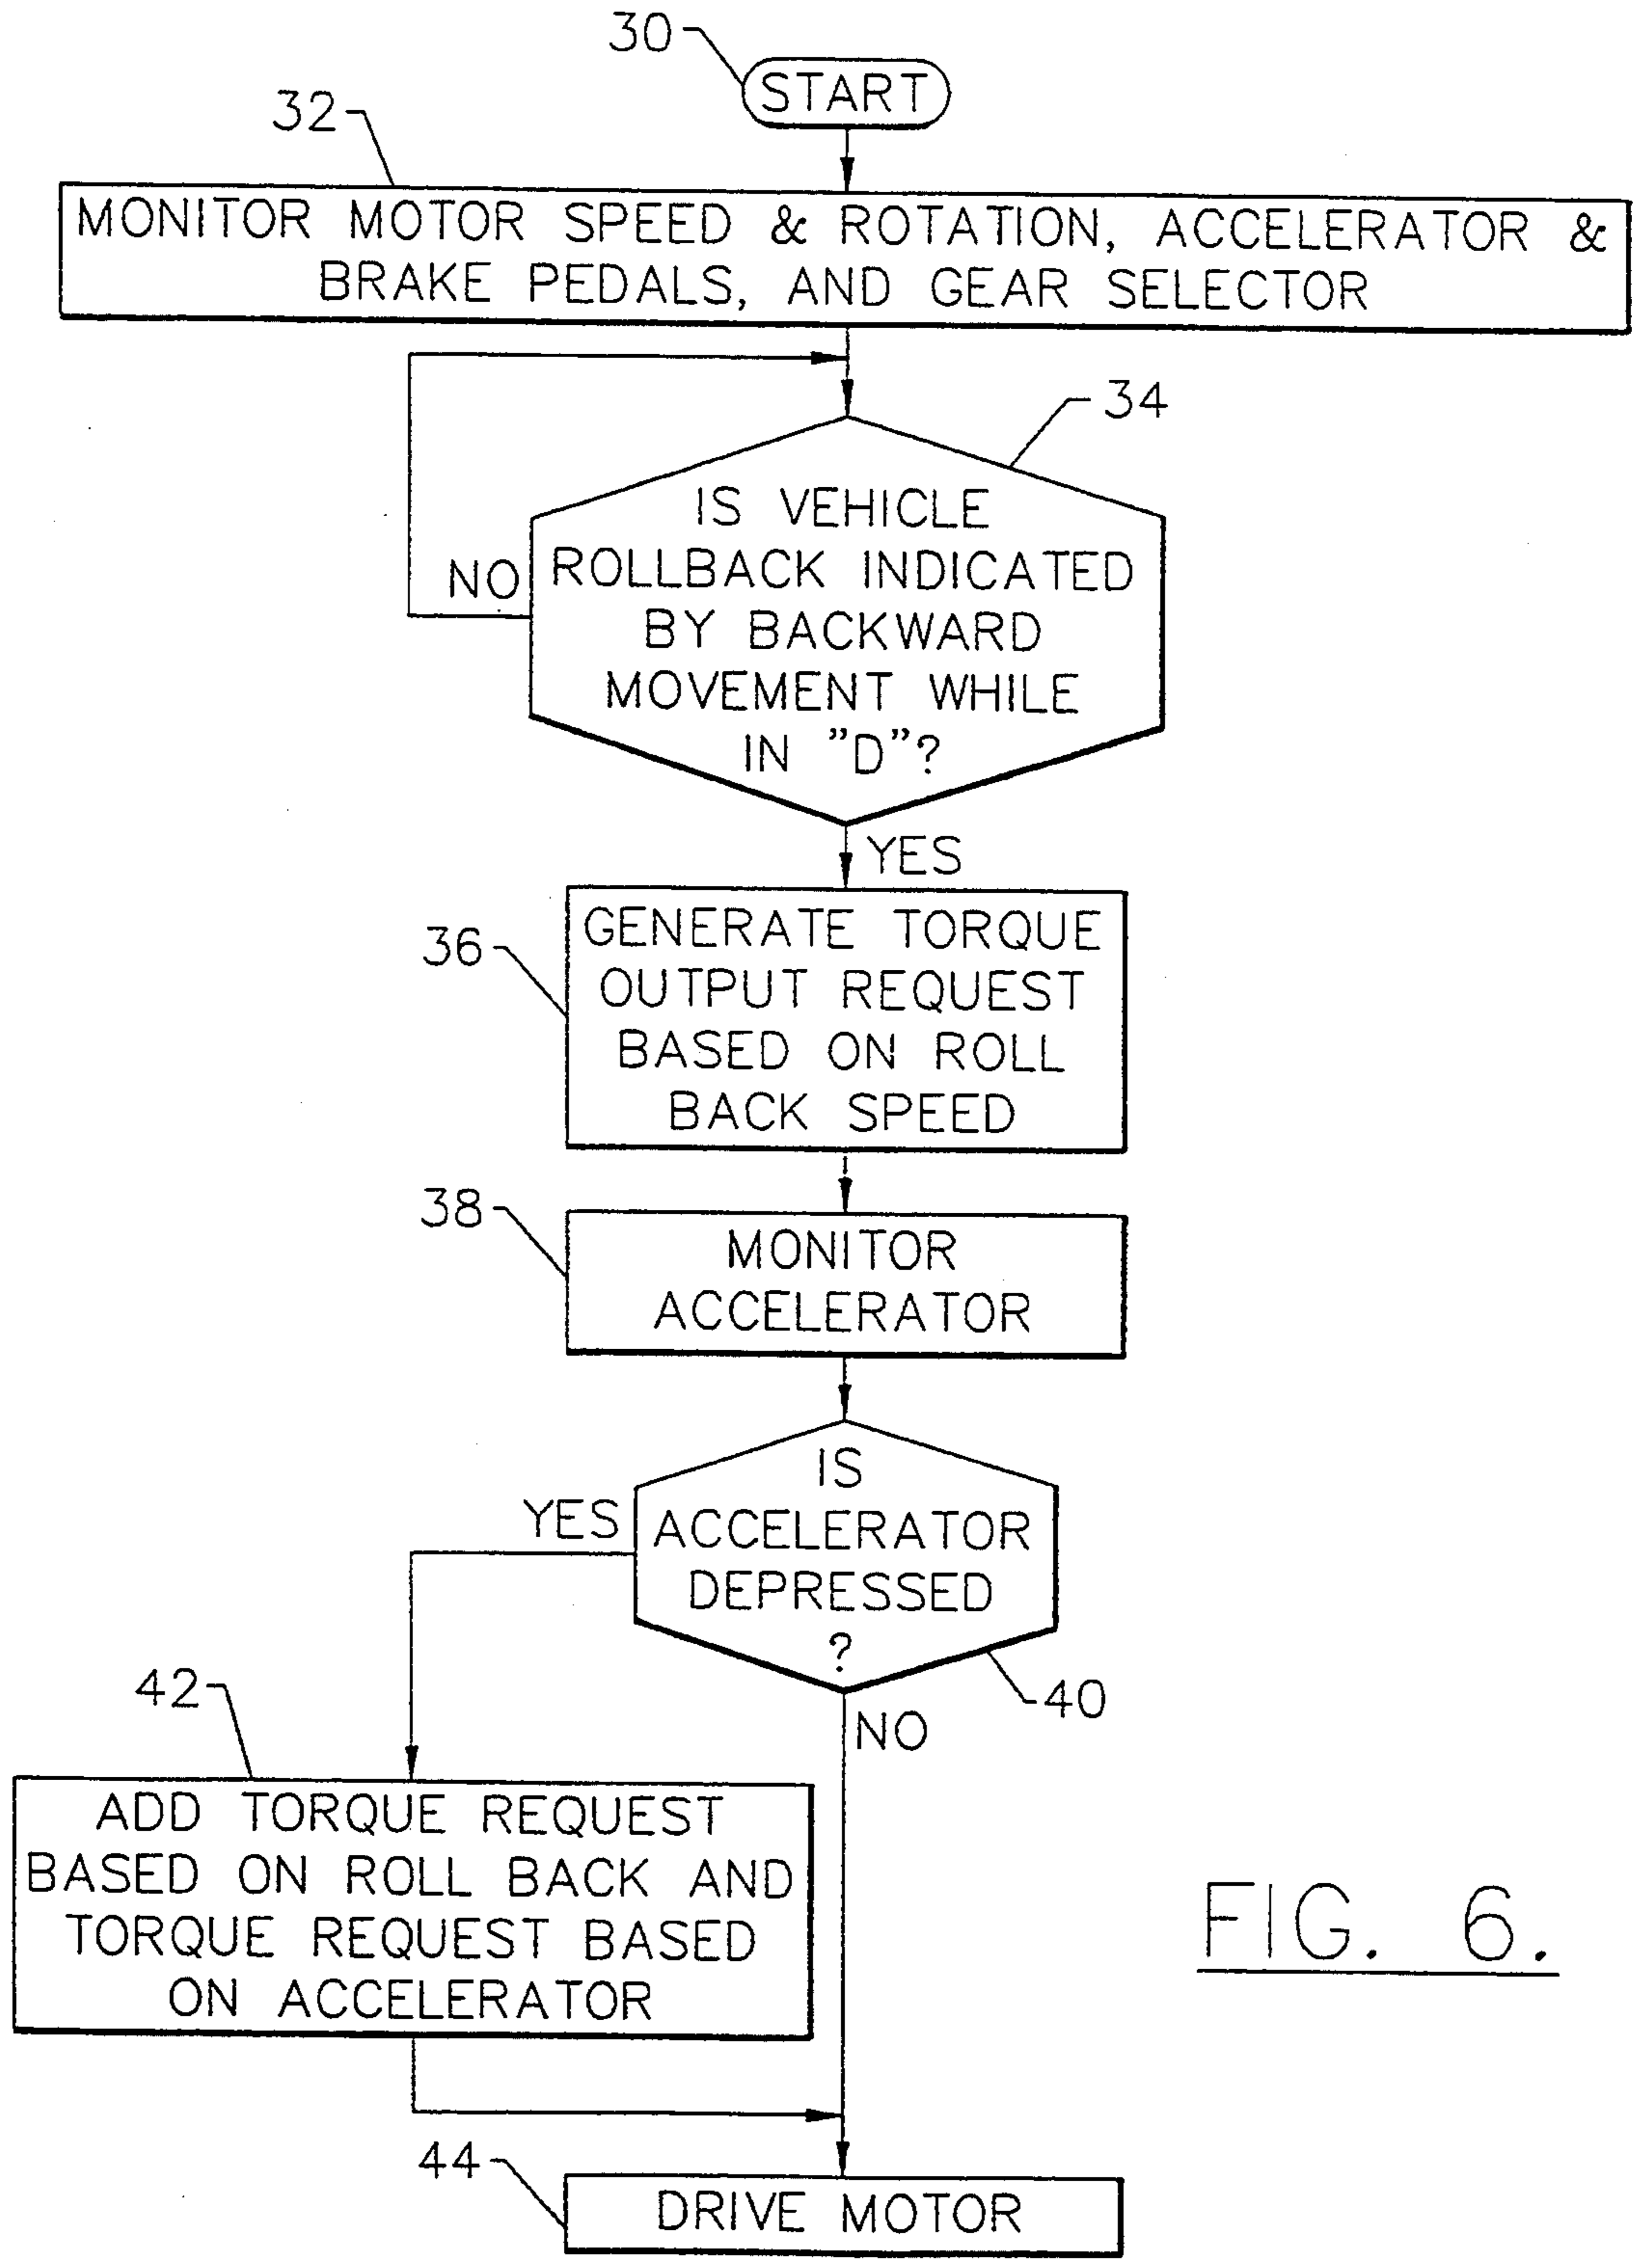 30
START
32
MONITOR MOTOR SPEED & ROTATION, ACCELERATOR &
BRAKE PEDALS, AND GEAR SELECTOR
34
IS VEHICLE
ROLLBACK INDICATED
BY BACKWARD
MOVEMENT WHILE
IN "D"?
NO
YES
36
GENERATE TORQUE
OUTPUT REQUEST
BASED ON ROLL
BACK SPEED
38
MONITOR
ACCELERATOR
IS
ACCELERATOR
DEPRESSED
?
YES
40
NO
42
ADD TORQUE REQUEST
BASED ON ROLL BACK AND
TORQUE REQUEST BASED
ON ACCELERATOR
44
DRIVE MOTOR
FIG. 6.